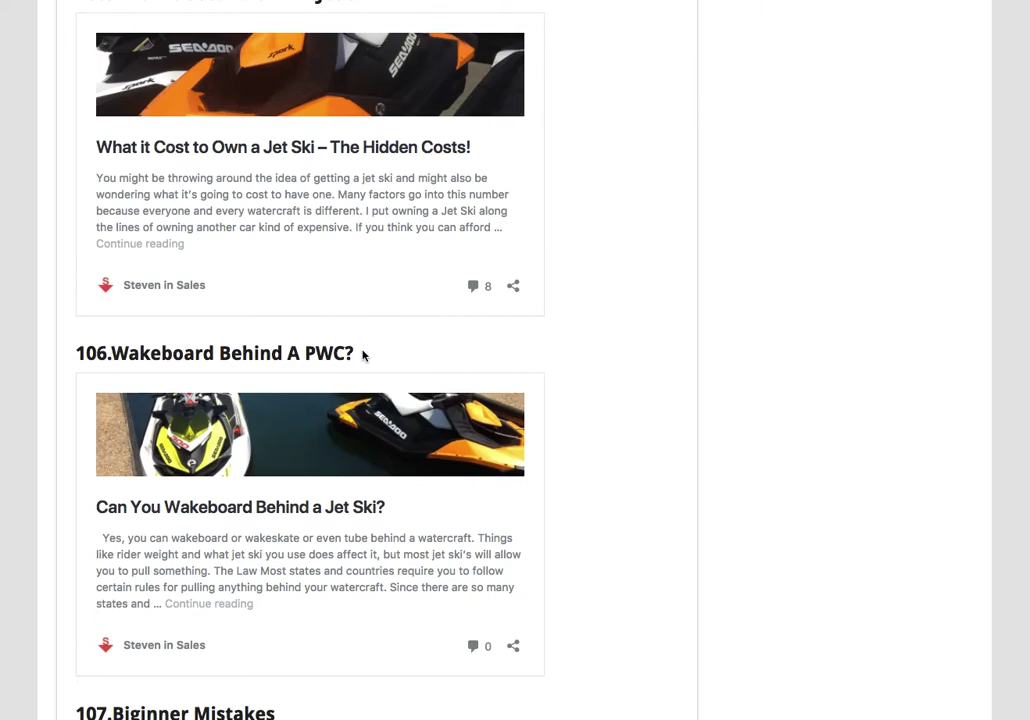 SEADOO
spark
SEADOO
spark
What it Cost to Own a Jet Ski – The Hidden Costs!
You might be throwing around the idea of getting a jet ski and might also be
wondering what it's going to cost to have one. Many factors go into this number
because everyone and every watercraft is different. I put owning a Jet Ski along
the lines of owning another car kind of expensive. If you think you can afford ...
Continue reading
Steven in Sales
8
106.Wakeboard Behind A PWC?
SEADOO
Can You Wakeboard Behind a Jet Ski?
Yes, you can wakeboard or wakeskate or even tube behind a watercraft. Things
like rider weight and what jet ski you use does affect it, but most jet ski's will allow
you to pull something. The Law Most states and countries require you to follow
certain rules for pulling anything behind your watercraft. Since there are so many
states and ... Continue reading
Steven in Sales
0
107.Biginner Mistakes